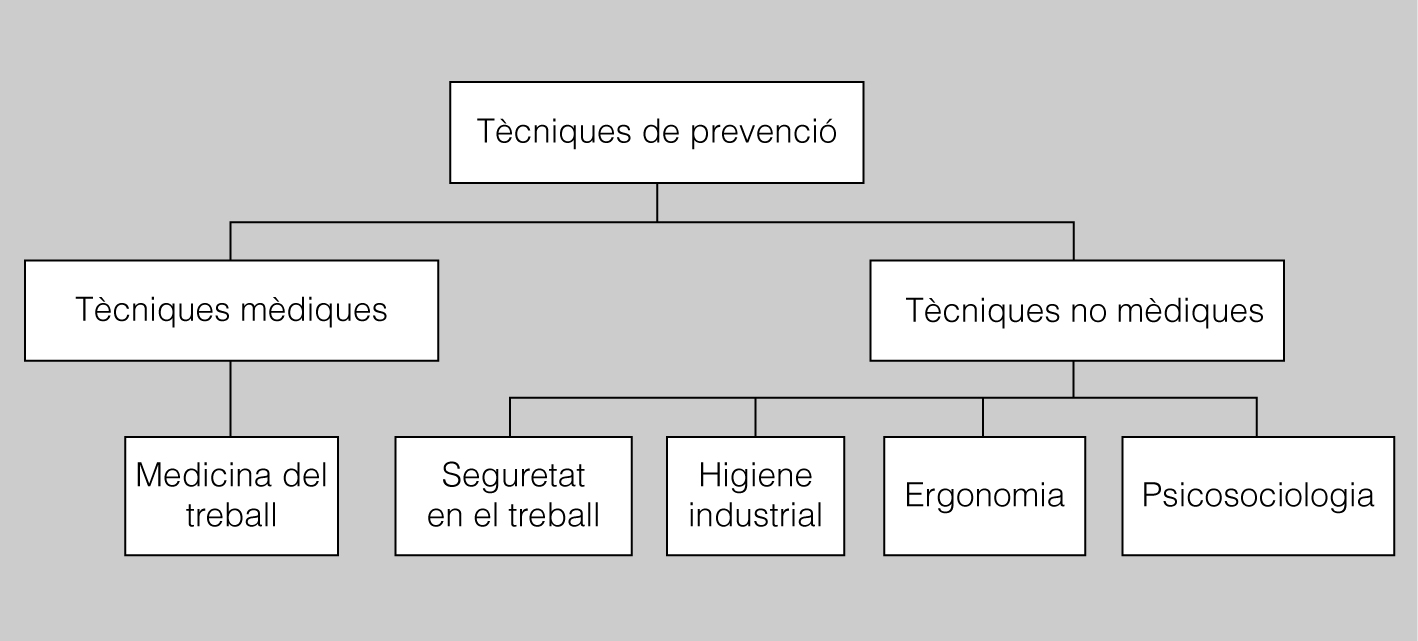 Tècniques de prevenció
Tècniques mèdiques
Tècniques no mèdiques
Medicina del
treball
Seguretat
en el treball
Higiene
industrial
Ergonomia
Psicosociologia